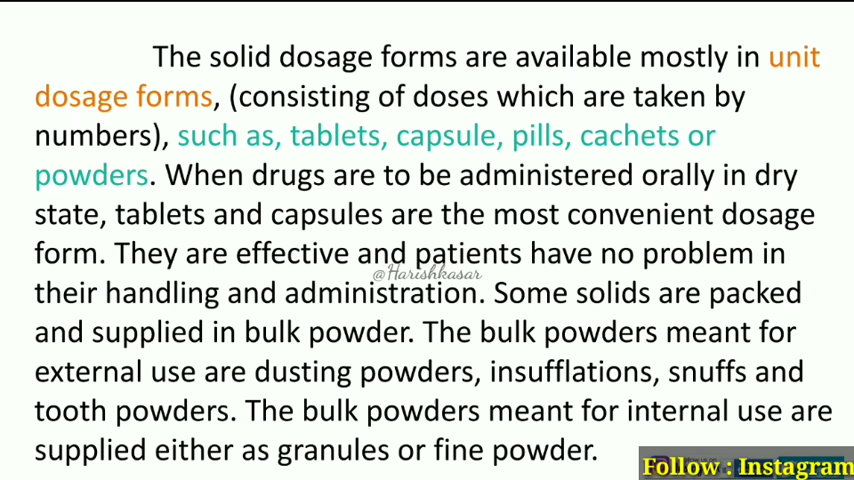 The solid dosage forms are available mostly in unit
dosage forms, (consisting of doses which are taken by
numbers), such as, tablets, capsule, pills, cachets or
powders. When drugs are to be administered orally in dry
state, tablets and capsules are the most convenient dosage
form. They are effective and patients have no problem in
@Harishkasar
their handling and administration. Some solids are packed
and supplied in bulk powder. The bulk powders meant for
external use are dusting powders, insufflations, snuffs and
tooth powders. The bulk powders meant for internal use are
supplied either as granules or fine powder.
Follow : Instagram